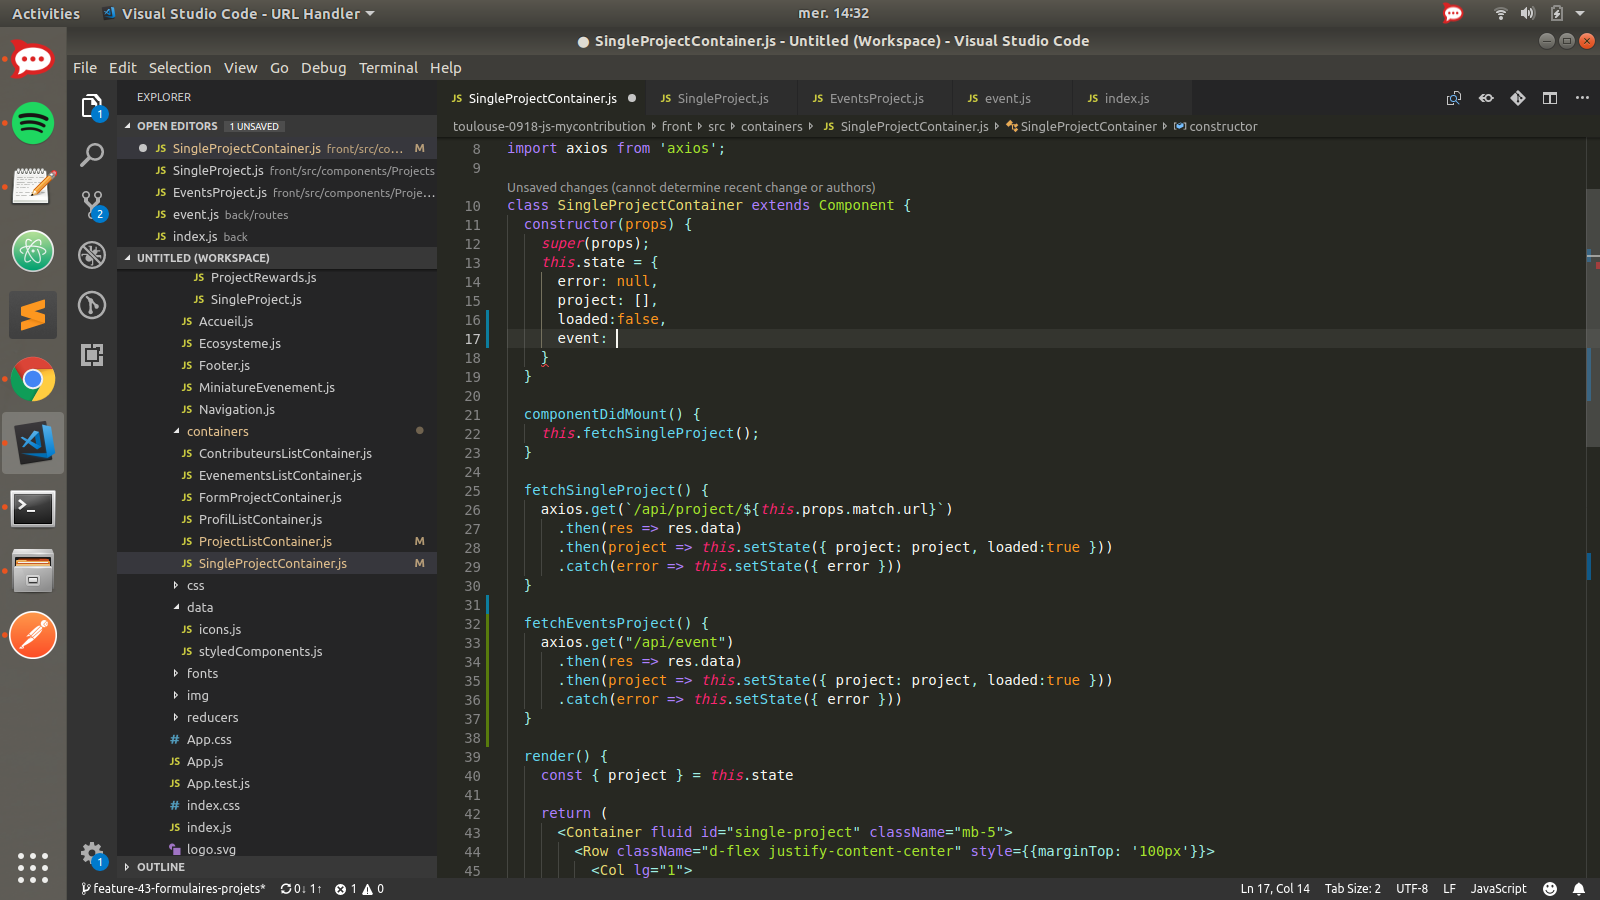 Activities
Visual Studio Code - URL Handler
mer. 14:32
● SingleProjectContainer.js - Untitled (Workspace) - Visual Studio Code
File Edit Selection View Go Debug Terminal Help
EXPLORER
OPEN EDITORS 1 UNSAVED
JS SingleProjectContainer.js front/src/co... M
JS SingleProject.js front/src/components/Projects
JS EventsProject.js front/src/components/Proje...
JS event.js back/routes
JS index.js back
UNTITLED (WORKSPACE)
JS ProjectRewards.js
JS SingleProject.js
JS Accueil.js
JS Ecosysteme.js
JS Footer.js
JS MiniatureEvenement.js
JS Navigation.js
containers
JS ContributeursListContainer.js
JS EvenementsListContainer.js
JS FormProjectContainer.js
JS ProfilListContainer.js
JS ProjectListContainer.js M
JS SingleProjectContainer.js M
css
data
JS icons.js
JS styledComponents.js
fonts
img
reducers
# App.css
JS App.js
JS App.test.js
# index.css
JS index.js
logo.svg
OUTLINE
1
2
1
JS SingleProjectContainer.js ●
JS SingleProject.js
JS EventsProject.js
JS event.js
JS index.js
toulouse-0918-js-mycontribution › front › src › containers › JS SingleProjectContainer.js › SingleProjectContainer › constructor
8 import axios from 'axios';
9
Unsaved changes (cannot determine recent change or authors)
10 class SingleProjectContainer extends Component {
11 constructor(props) {
12 super(props);
13 this.state = {
14 error: null,
15 project: [],
16 loaded:false,
17 event:
18 }
19 }
20
21 componentDidMount() {
22 this.fetchSingleProject();
23 }
24
25 fetchSingleProject() {
26 axios.get(`/api/project/${this.props.match.url}`)
27 .then(res => res.data)
28 .then(project => this.setState({ project: project, loaded:true }))
29 .catch(error => this.setState({ error }))
30 }
31
32 fetchEventsProject() {
33 axios.get("/api/event")
34 .then(res => res.data)
35 .then(project => this.setState({ project: project, loaded:true }))
36 .catch(error => this.setState({ error }))
37 }
38
39 render() {
40 const { project } = this.state
41
42 return (
43 <Container fluid id="single-project" className="mb-5">
44 <Row className="d-flex justify-content-center" style={{marginTop: '100px'}}>
45 <Col lg="1">
feature-43-formulaires-projets* 0↓ 1↑ 1 0
Ln 17, Col 14 Tab Size: 2 UTF-8 LF JavaScript